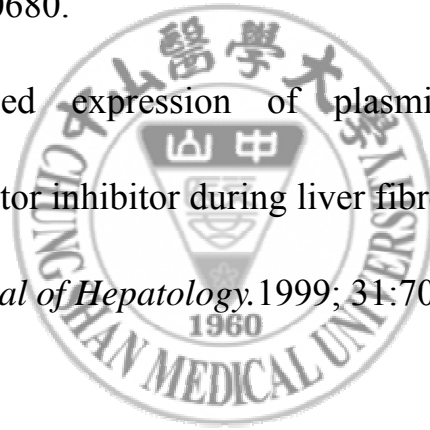 0680.
ed expression of plasmi
tor inhibitor during liver fibr
al of Hepatology.1999; 31:70
中山醫學大學
山中
1960
CHUNG SHAN MEDICAL UNIVERSITY